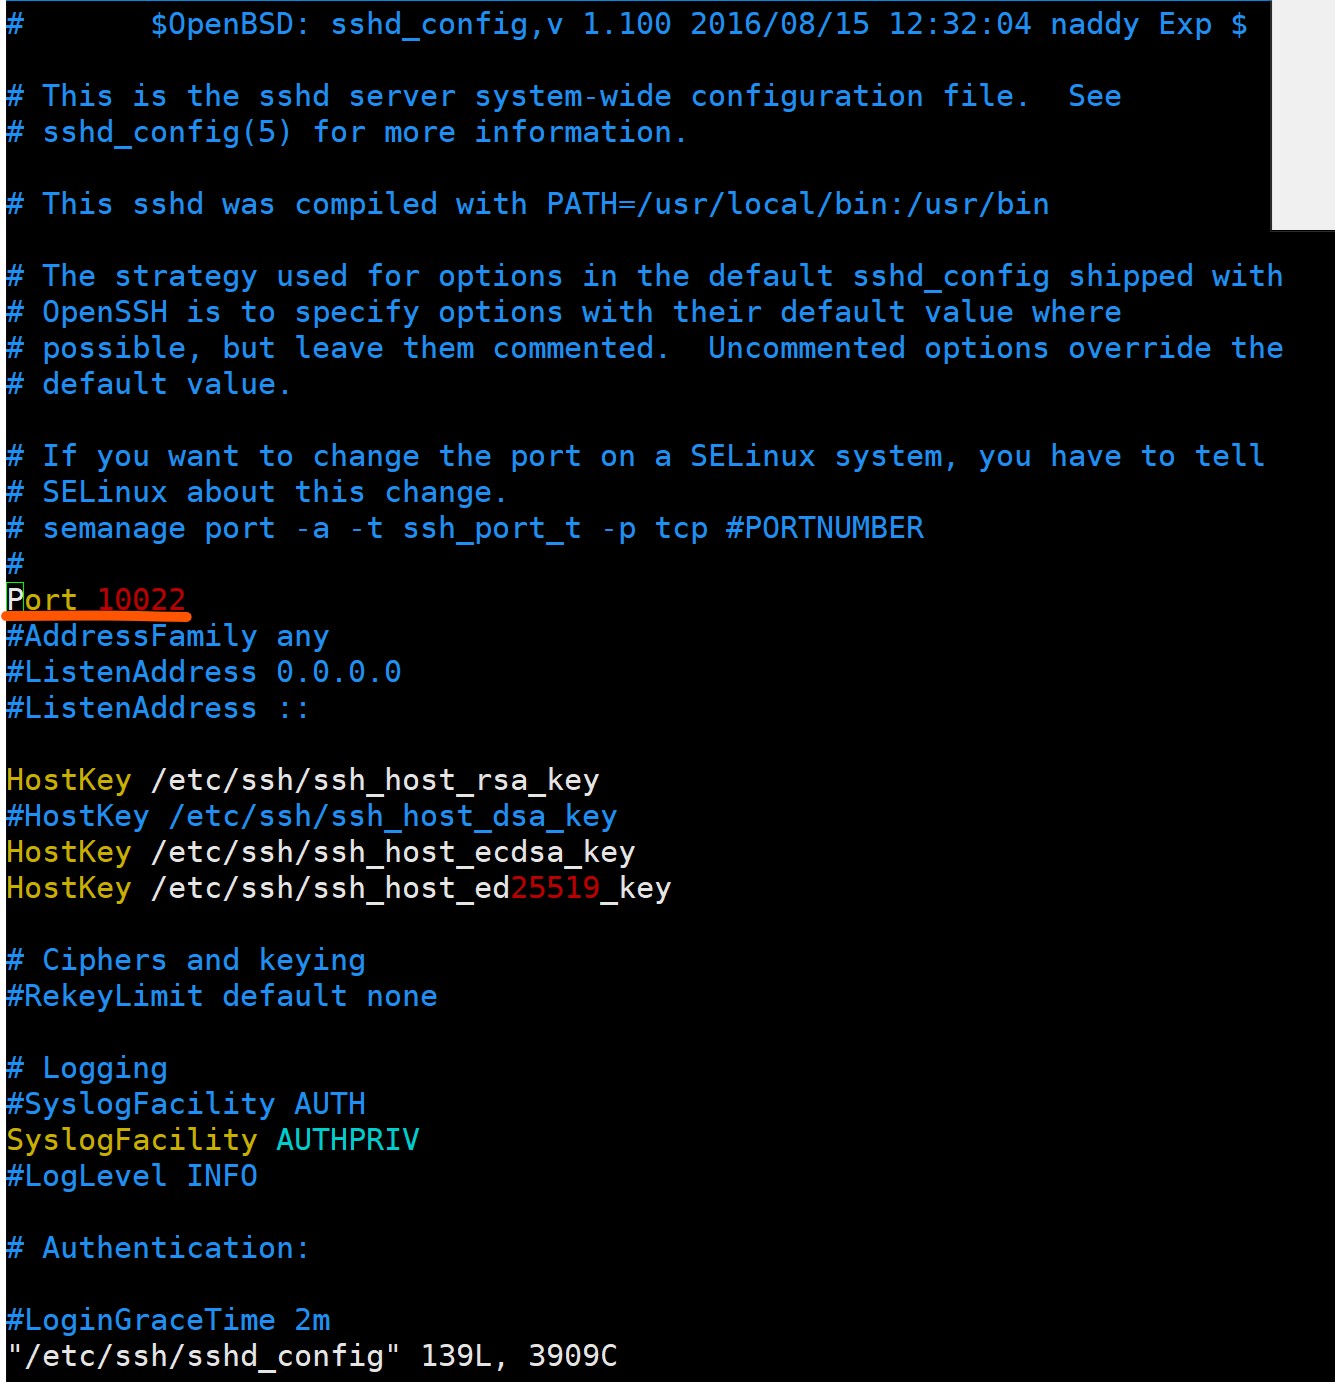 #       $OpenBSD: sshd_config,v 1.100 2016/08/15 12:32:04 naddy Exp $
# This is the sshd server system-wide configuration file.  See
# sshd_config(5) for more information.
# This sshd was compiled with PATH=/usr/local/bin:/usr/bin
# The strategy used for options in the default sshd_config shipped with
# OpenSSH is to specify options with their default value where
# possible, but leave them commented.  Uncommented options override the
# default value.
# If you want to change the port on a SELinux system, you have to tell
# SELinux about this change.
# semanage port -a -t ssh_port_t -p tcp #PORTNUMBER
#
Port 10022
#AddressFamily any
#ListenAddress 0.0.0.0
#ListenAddress ::
HostKey /etc/ssh/ssh_host_rsa_key
#HostKey /etc/ssh/ssh_host_dsa_key
HostKey /etc/ssh/ssh_host_ecdsa_key
HostKey /etc/ssh/ssh_host_ed25519_key
# Ciphers and keying
#RekeyLimit default none
# Logging
#SyslogFacility AUTH
SyslogFacility AUTHPRIV
#LogLevel INFO
# Authentication:
#LoginGraceTime 2m
"/etc/ssh/sshd_config" 139L, 3909C